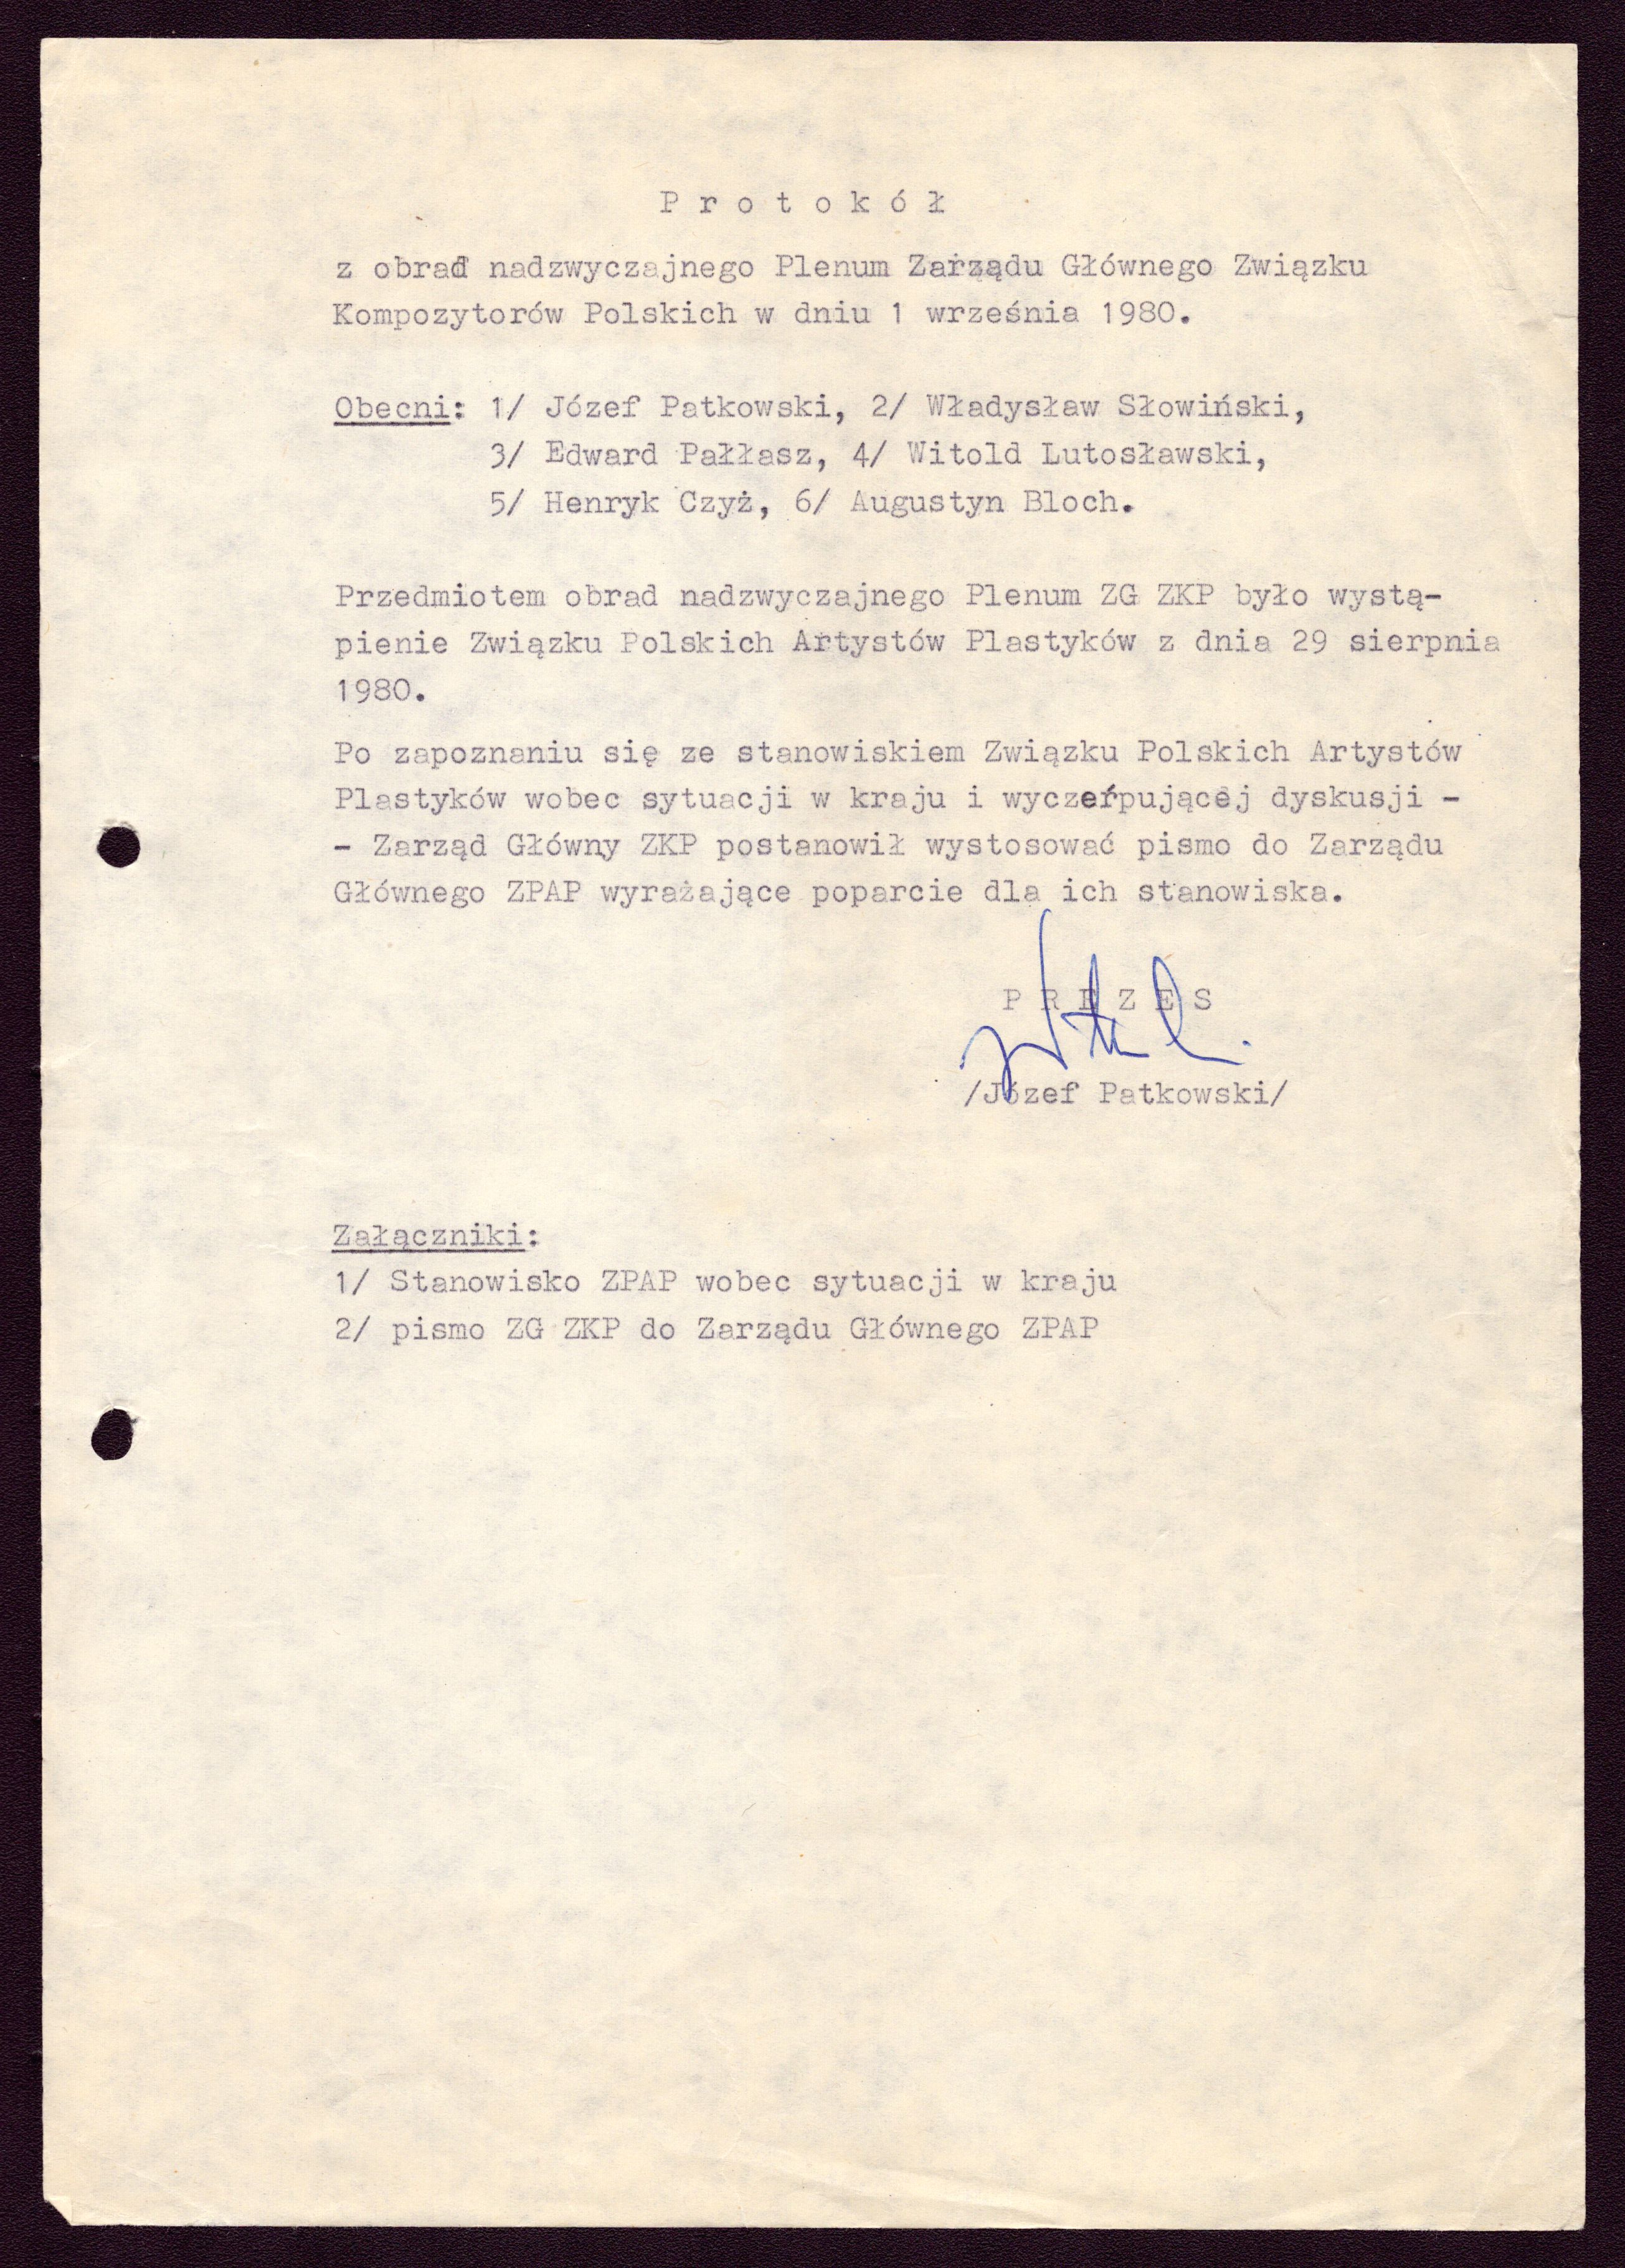 P r o t o k ó ł
z obrad nadzwyczajnego Plenum Zarządu Głównego Związku
Kompozytorów Polskich w dniu 1 września 1980.
Obecni: 1/ Józef Patkowski, 2/ Władysław Słowiński,
3/ Edward Pałłasz, 4/ Witold Lutosławski,
5/ Henryk Czyż, 6/ Augustyn Bloch.
Przedmiotem obrad nadzwyczajnego Plenum ZG ZKP było wystą-
pienie Związku Polskich Artystów Plastyków z dnia 29 sierpnia
1980.
Po zapoznaniu się ze stanowiskiem Związku Polskich Artystów
Plastyków wobec sytuacji w kraju i wyczerpującej dyskusji -
- Zarząd Główny ZKP postanowił wystosować pismo do Zarządu
Głównego ZPAP wyrażające poparcie dla ich stanowiska.
P R E Z E S
/Józef Patkowski/
Załączniki:
1/ Stanowisko ZPAP wobec sytuacji w kraju
2/ pismo ZG ZKP do Zarządu Głównego ZPAP